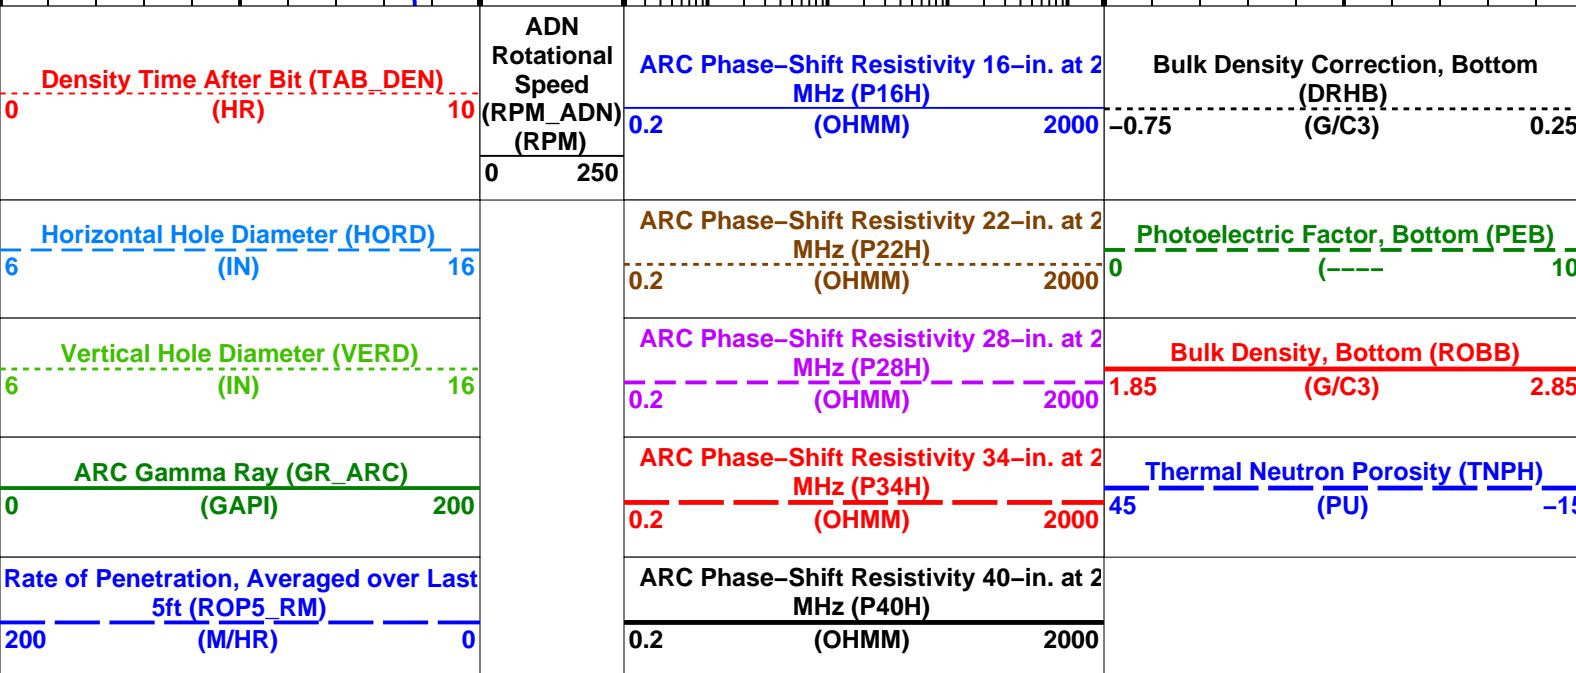 Density Time After Bit (TAB_DEN)
0 (HR) 10
ADN
Rotational
Speed
(RPM_ADN)
(RPM)
0 250
ARC Phase–Shift Resistivity 16–in. at 2
MHz (P16H)
0.2 (OHMM) 2000
Bulk Density Correction, Bottom
(DRHB)
–0.75 (G/C3) 0.25
Horizontal Hole Diameter (HORD)
6 (IN) 16
ARC Phase–Shift Resistivity 22–in. at 2
MHz (P22H)
0.2 (OHMM) 2000
Photoelectric Factor, Bottom (PEB)
0 (–––– 10
Vertical Hole Diameter (VERD)
6 (IN) 16
ARC Phase–Shift Resistivity 28–in. at 2
MHz (P28H)
0.2 (OHMM) 2000
Bulk Density, Bottom (ROBB)
1.85 (G/C3) 2.85
ARC Gamma Ray (GR_ARC)
0 (GAPI) 200
ARC Phase–Shift Resistivity 34–in. at 2
MHz (P34H)
0.2 (OHMM) 2000
Thermal Neutron Porosity (TNPH)
45 (PU) –15
Rate of Penetration, Averaged over Last
5ft (ROP5_RM)
200 (M/HR) 0
ARC Phase–Shift Resistivity 40–in. at 2
MHz (P40H)
0.2 (OHMM) 2000